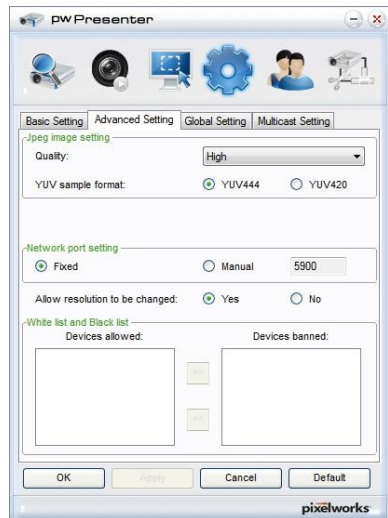 pwPresenter
Basic Setting Advanced Setting Global Setting Multicast Setting
Jpeg image setting
Quality: High
YUV sample format: YUV444 YUV420
Network port setting
Fixed Manual 5900
Allow resolution to be changed: Yes No
White list and Black list
Devices allowed: Devices banned:
OK Apply Cancel Default
pixelworks